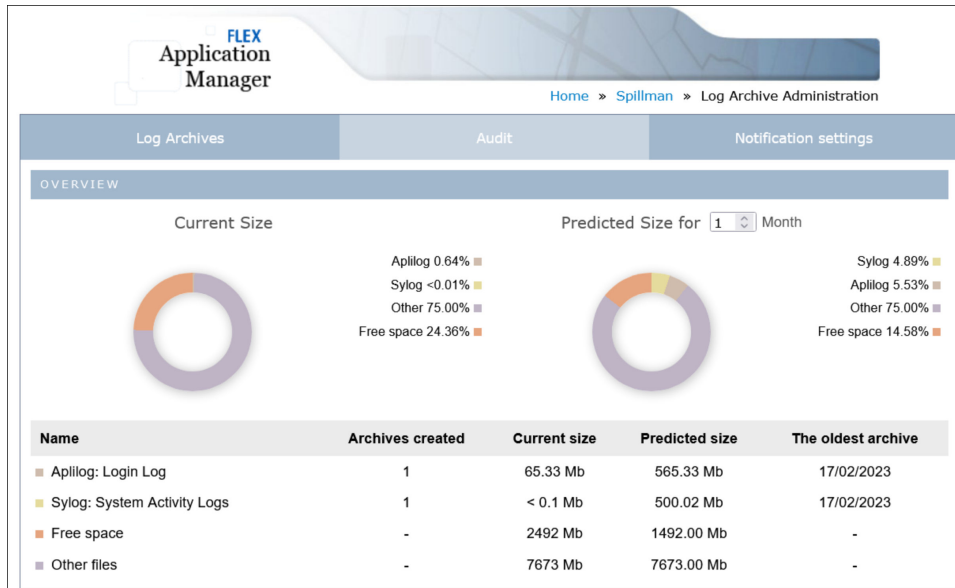 FLEX
Application
Manager
Home » Spillman » Log Archive Administration
Log Archives Audit Notification settings
OVERVIEW
Current Size
Aplilog 0.64%
Sylog <0.01%
Other 75.00%
Free space 24.36%
Predicted Size for 1 Month
Sylog 4.89%
Aplilog 5.53%
Other 75.00%
Free space 14.58%
Name Archives created Current size Predicted size The oldest archive
Aplilog: Login Log 1 65.33 Mb 565.33 Mb 17/02/2023
Sylog: System Activity Logs 1 < 0.1 Mb 500.02 Mb 17/02/2023
Free space - 2492 Mb 1492.00 Mb -
Other files - 7673 Mb 7673.00 Mb -